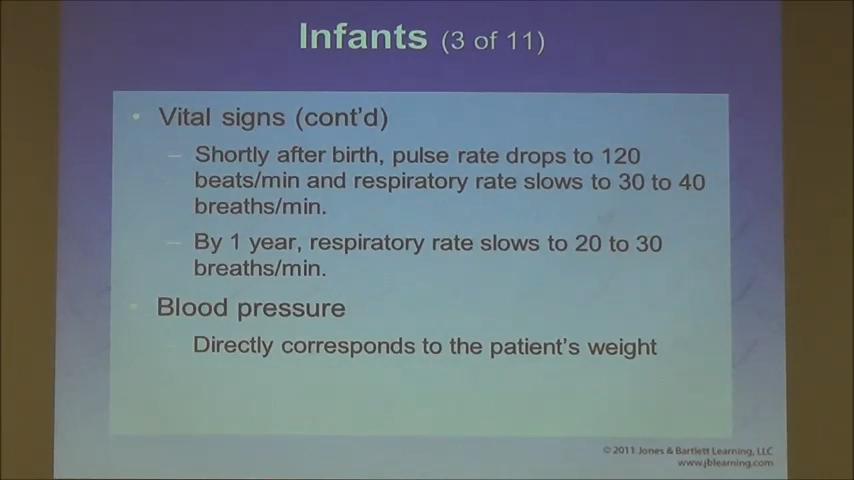 Infants (3 of 11)
• Vital signs (cont'd)
– Shortly after birth, pulse rate drops to 120
beats/min and respiratory rate slows to 30 to 40
breaths/min.
– By 1 year, respiratory rate slows to 20 to 30
breaths/min.
• Blood pressure
– Directly corresponds to the patient's weight
© 2011 Jones & Bartlett Learning, LLC
www.jblearning.com